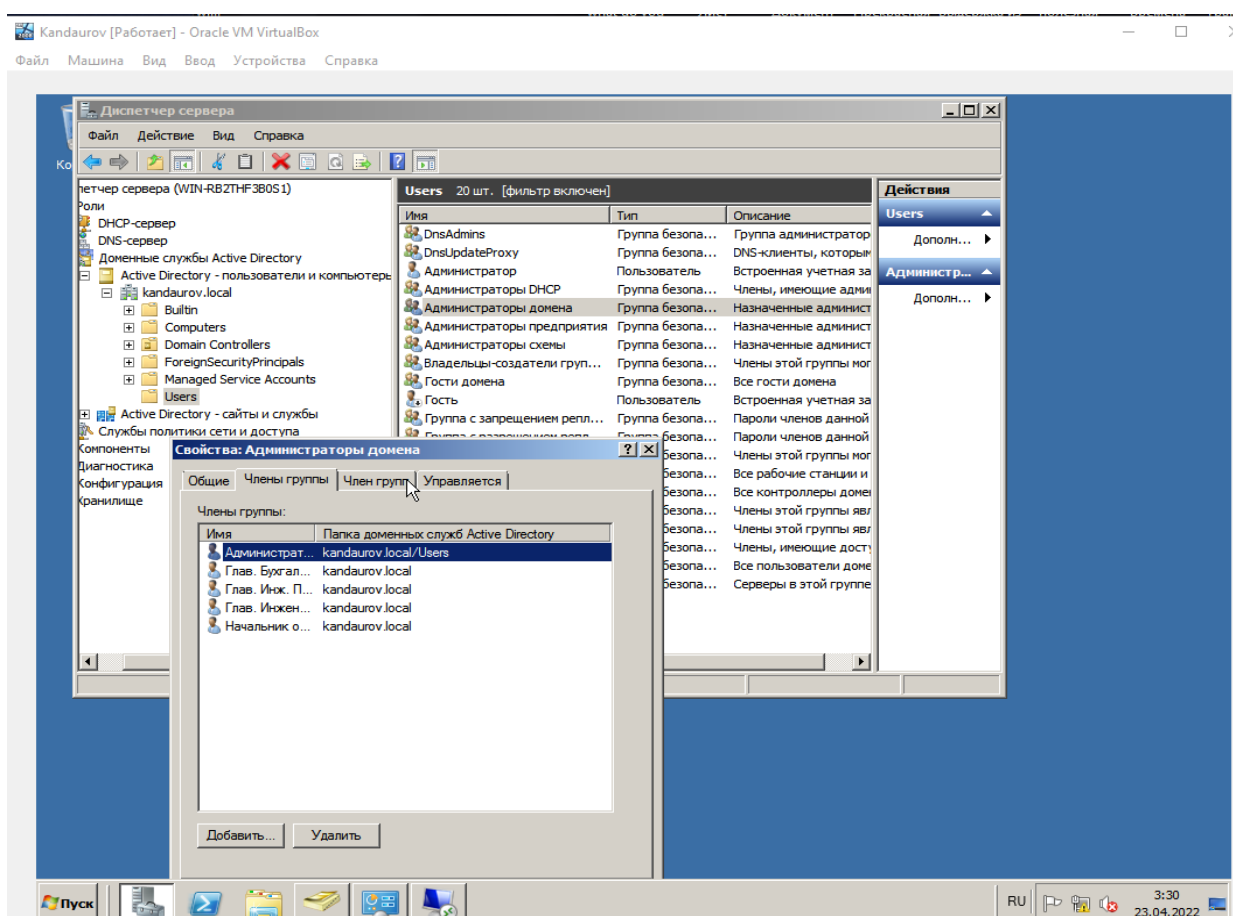 Kandaurov [Работает] - Oracle VM VirtualBox
Файл Машина Вид Ввод Устройства Справка
Диспетчер сервера
Файл Действие Вид Справка
Ко
петчер сервера (WIN-RB2THF3B0S1)
Роли
DHCP-сервер
DNS-сервер
Доменные службы Active Directory
Active Directory - пользователи и компьютеры
kandaurov.local
Builtin
Computers
Domain Controllers
ForeignSecurityPrincipals
Managed Service Accounts
Users
Active Directory - сайты и службы
Службы политики сети и доступа
Компоненты
Диагностика
Конфигурация
Хранилище
Users 20 шт. [фильтр включен]
Имя Тип Описание
DnsAdmins Группа безопа... Группа администратор
DnsUpdateProxy Группа безопа... DNS-клиенты, которым
Администратор Пользователь Встроенная учетная за
Администраторы DHCP Группа безопа... Члены, имеющие адми
Администраторы домена Группа безопа... Назначенные админист
Администраторы предприятия Группа безопа... Назначенные админист
Администраторы схемы Группа безопа... Назначенные админист
Владельцы-создатели груп... Группа безопа... Члены этой группы мог
Гости домена Группа безопа... Все гости домена
Гость Пользователь Встроенная учетная за
Группа с запрещением репл... Группа безопа... Пароли членов данной
Группа с разрешением репл... Группа безопа... Пароли членов данной
безопа... Члены этой группы мог
безопа... Все рабочие станции и
безопа... Все контроллеры доме
безопа... Члены этой группы явл
безопа... Члены этой группы явл
безопа... Члены, имеющие досту
безопа... Все пользователи доме
безопа... Серверы в этой группе
Действия
Users
Дополн...
Администр...
Дополн...
Свойства: Администраторы домена
Общие Члены группы Член групп Управляется
Члены группы:
Имя Папка доменных служб Active Directory
Администрат... kandaurov.local/Users
Глав. Бухгал... kandaurov.local
Глав. Инж. П... kandaurov.local
Глав. Инжен... kandaurov.local
Начальник о... kandaurov.local
Добавить... Удалить
Пуск
RU
3:30
23.04.2022